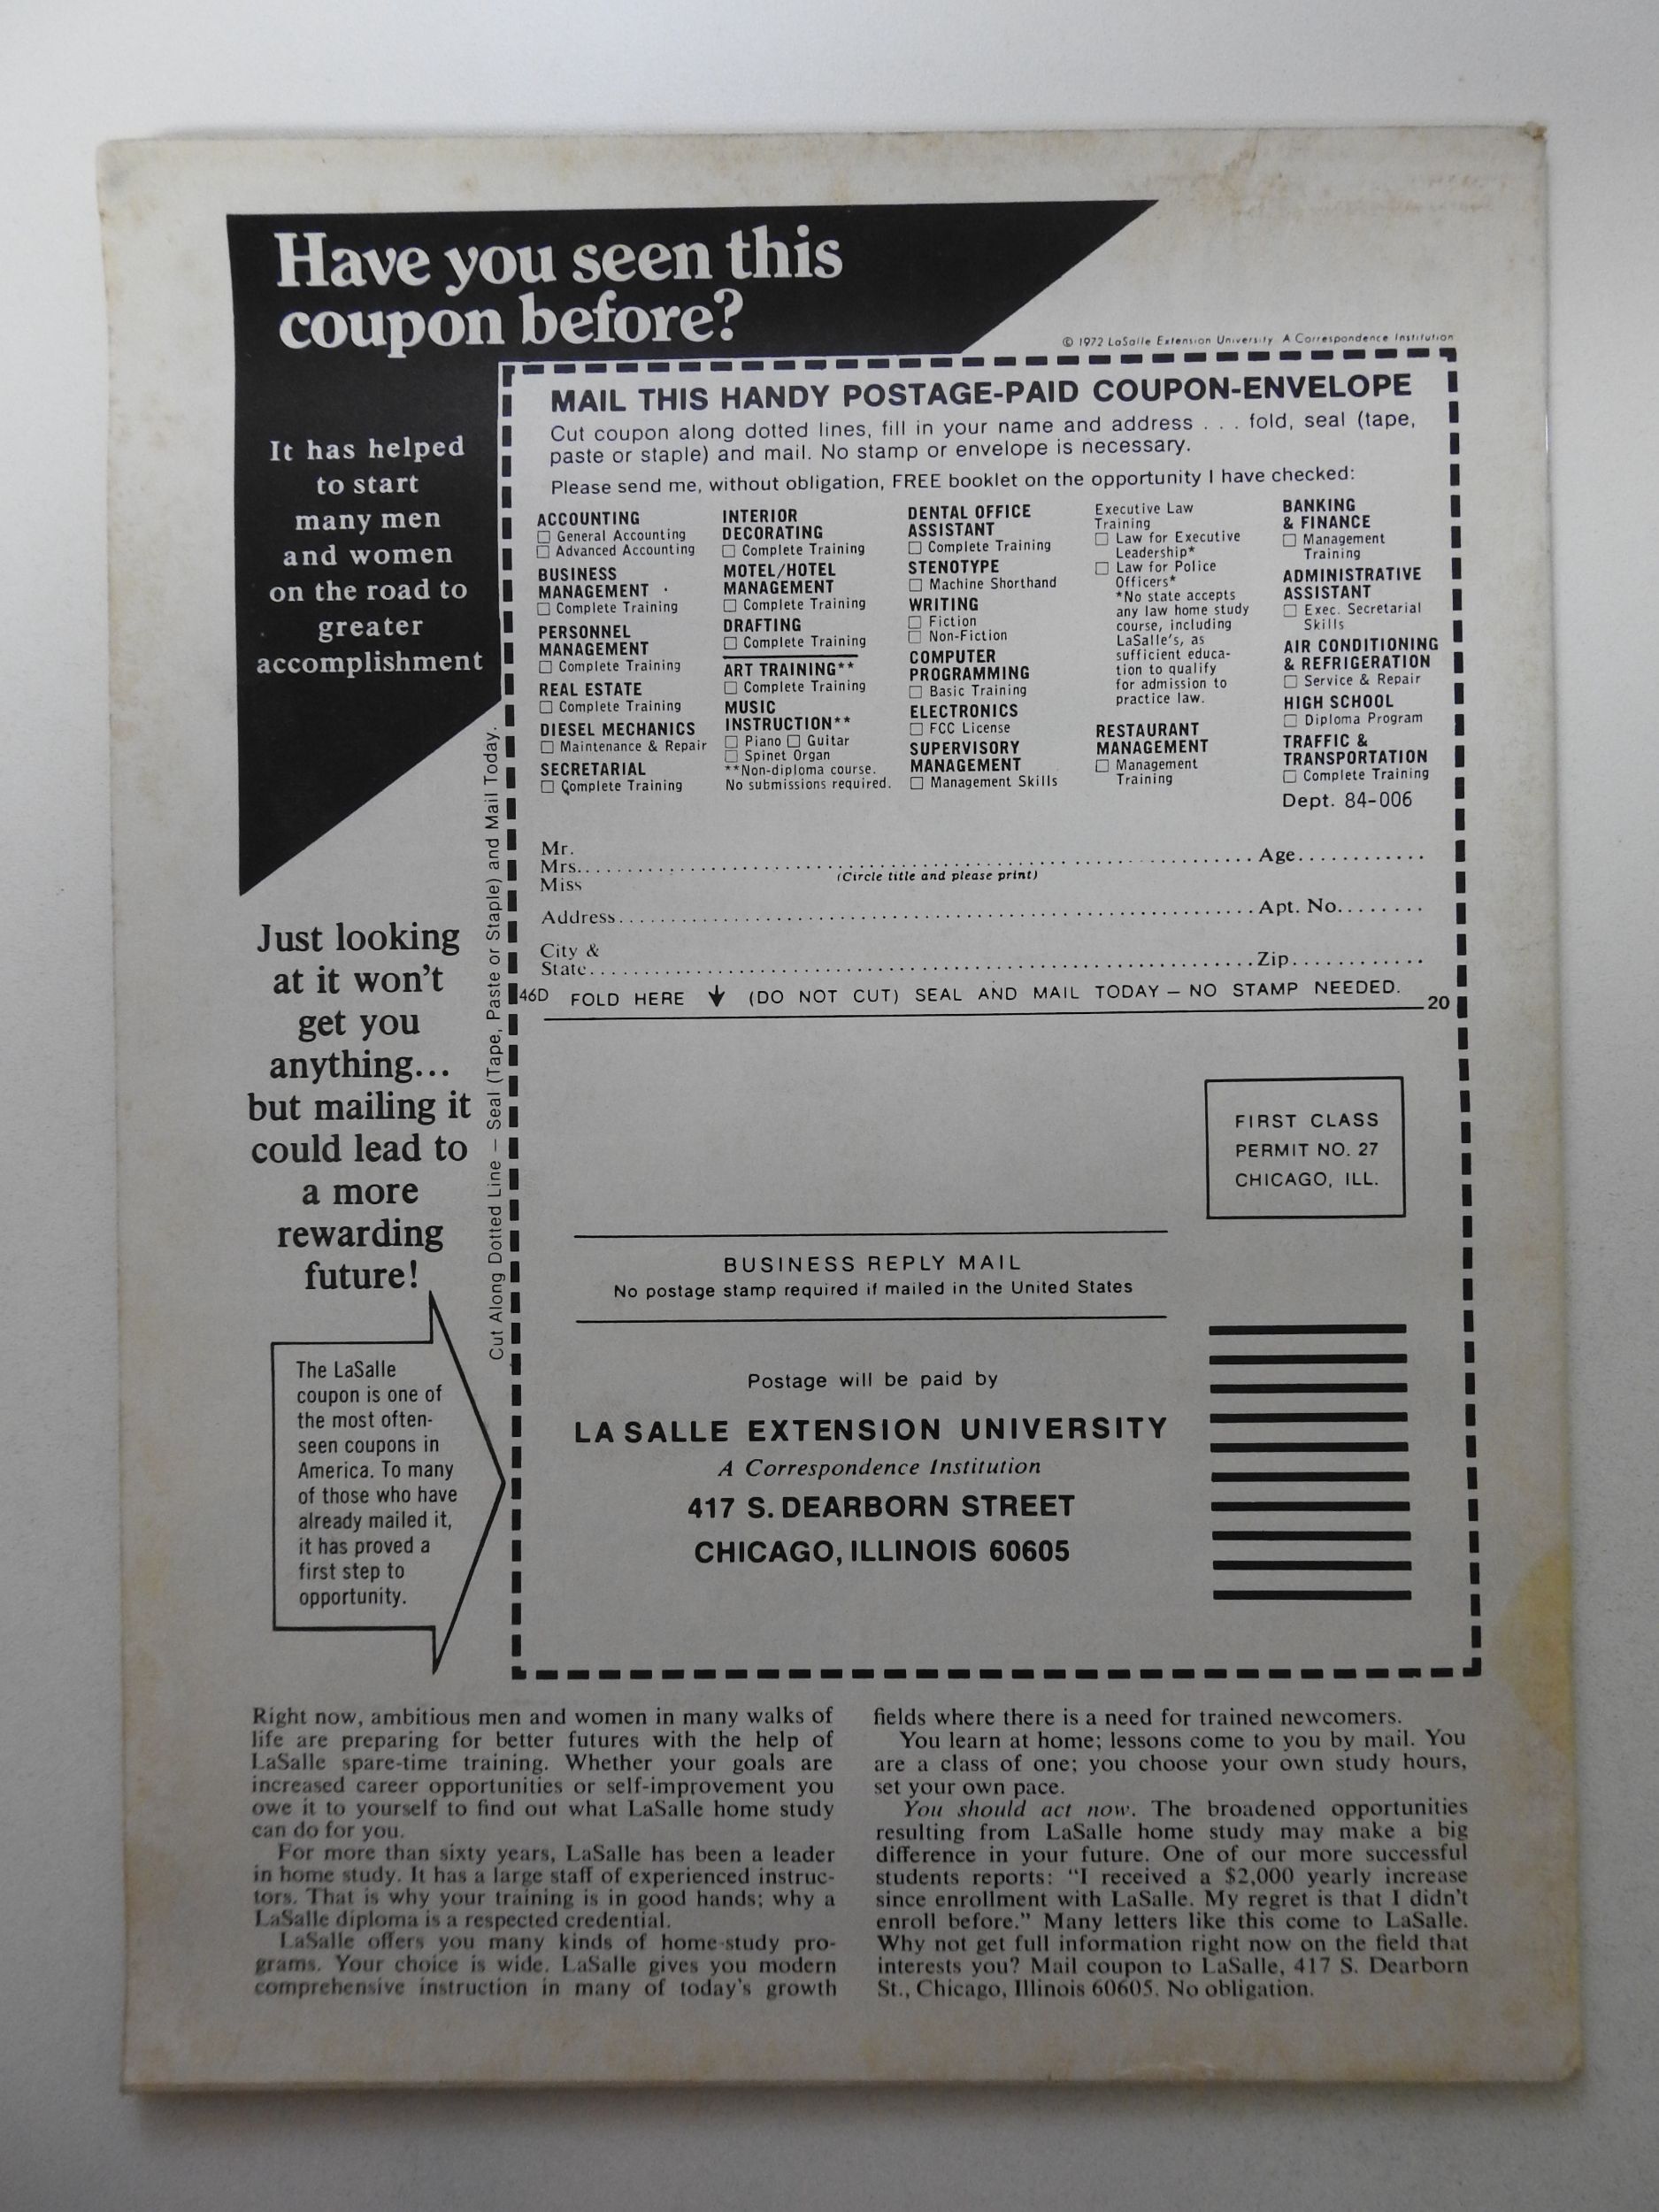 Have you seen this
coupon before?
It has helped
to start
many men
and women
on the road to
greater
accomplishment
Just looking
at it won't
get you
anything...
but mailing it
could lead to
a more
rewarding
future!
The LaSalle
coupon is one of
the most often-
seen coupons in
America. To many
of those who have
already mailed it,
it has proved a
first step to
opportunity.
Cut Along Dotted Line — Seal (Tape, Paste or Staple) and Mail Today.
© 1972 LaSalle Extension University A Correspondence Institution
MAIL THIS HANDY POSTAGE-PAID COUPON-ENVELOPE
Cut coupon along dotted lines, fill in your name and address . . . fold, seal (tape,
paste or staple) and mail. No stamp or envelope is necessary.
Please send me, without obligation, FREE booklet on the opportunity I have checked:
ACCOUNTING
☐ General Accounting
☐ Advanced Accounting
BUSINESS
MANAGEMENT
☐ Complete Training
PERSONNEL
MANAGEMENT
☐ Complete Training
REAL ESTATE
☐ Complete Training
DIESEL MECHANICS
☐ Maintenance & Repair
SECRETARIAL
☐ Complete Training
INTERIOR
DECORATING
☐ Complete Training
MOTEL/HOTEL
MANAGEMENT
☐ Complete Training
DRAFTING
☐ Complete Training
ART TRAINING**
☐ Complete Training
MUSIC
INSTRUCTION**
☐ Piano ☐ Guitar
☐ Spinet Organ
**Non-diploma course.
No submissions required.
DENTAL OFFICE
ASSISTANT
☐ Complete Training
STENOTYPE
☐ Machine Shorthand
WRITING
☐ Fiction
☐ Non-Fiction
COMPUTER
PROGRAMMING
☐ Basic Training
ELECTRONICS
☐ FCC License
SUPERVISORY
MANAGEMENT
☐ Management Skills
Executive Law
Training
☐ Law for Executive
Leadership*
☐ Law for Police
Officers*
*No state accepts
any law home study
course, including
LaSalle's, as
sufficient educa-
tion to qualify
for admission to
practice law.
RESTAURANT
MANAGEMENT
☐ Management
Training
BANKING
& FINANCE
☐ Management
Training
ADMINISTRATIVE
ASSISTANT
☐ Exec. Secretarial
Skills
AIR CONDITIONING
& REFRIGERATION
☐ Service & Repair
HIGH SCHOOL
☐ Diploma Program
TRAFFIC &
TRANSPORTATION
☐ Complete Training
Dept. 84-006
Mr.
Mrs. Age
Miss
(Circle title and please print)
Address Apt. No.
City &
State Zip
46D FOLD HERE ↓ (DO NOT CUT) SEAL AND MAIL TODAY — NO STAMP NEEDED. 20
FIRST CLASS
PERMIT NO. 27
CHICAGO, ILL.
BUSINESS REPLY MAIL
No postage stamp required if mailed in the United States
Postage will be paid by
LA SALLE EXTENSION UNIVERSITY
A Correspondence Institution
417 S. DEARBORN STREET
CHICAGO, ILLINOIS 60605
Right now, ambitious men and women in many walks of
life are preparing for better futures with the help of
LaSalle spare-time training. Whether your goals are
increased career opportunities or self-improvement you
owe it to yourself to find out what LaSalle home study
can do for you.
For more than sixty years, LaSalle has been a leader
in home study. It has a large staff of experienced instruc-
tors. That is why your training is in good hands; why a
LaSalle diploma is a respected credential.
LaSalle offers you many kinds of home-study pro-
grams. Your choice is wide. LaSalle gives you modern
comprehensive instruction in many of today's growth
fields where there is a need for trained newcomers.
You learn at home; lessons come to you by mail. You
are a class of one; you choose your own study hours,
set your own pace.
You should act now. The broadened opportunities
resulting from LaSalle home study may make a big
difference in your future. One of our more successful
students reports: "I received a $2,000 yearly increase
since enrollment with LaSalle. My regret is that I didn't
enroll before." Many letters like this come to LaSalle.
Why not get full information right now on the field that
interests you? Mail coupon to LaSalle, 417 S. Dearborn
St., Chicago, Illinois 60605. No obligation.